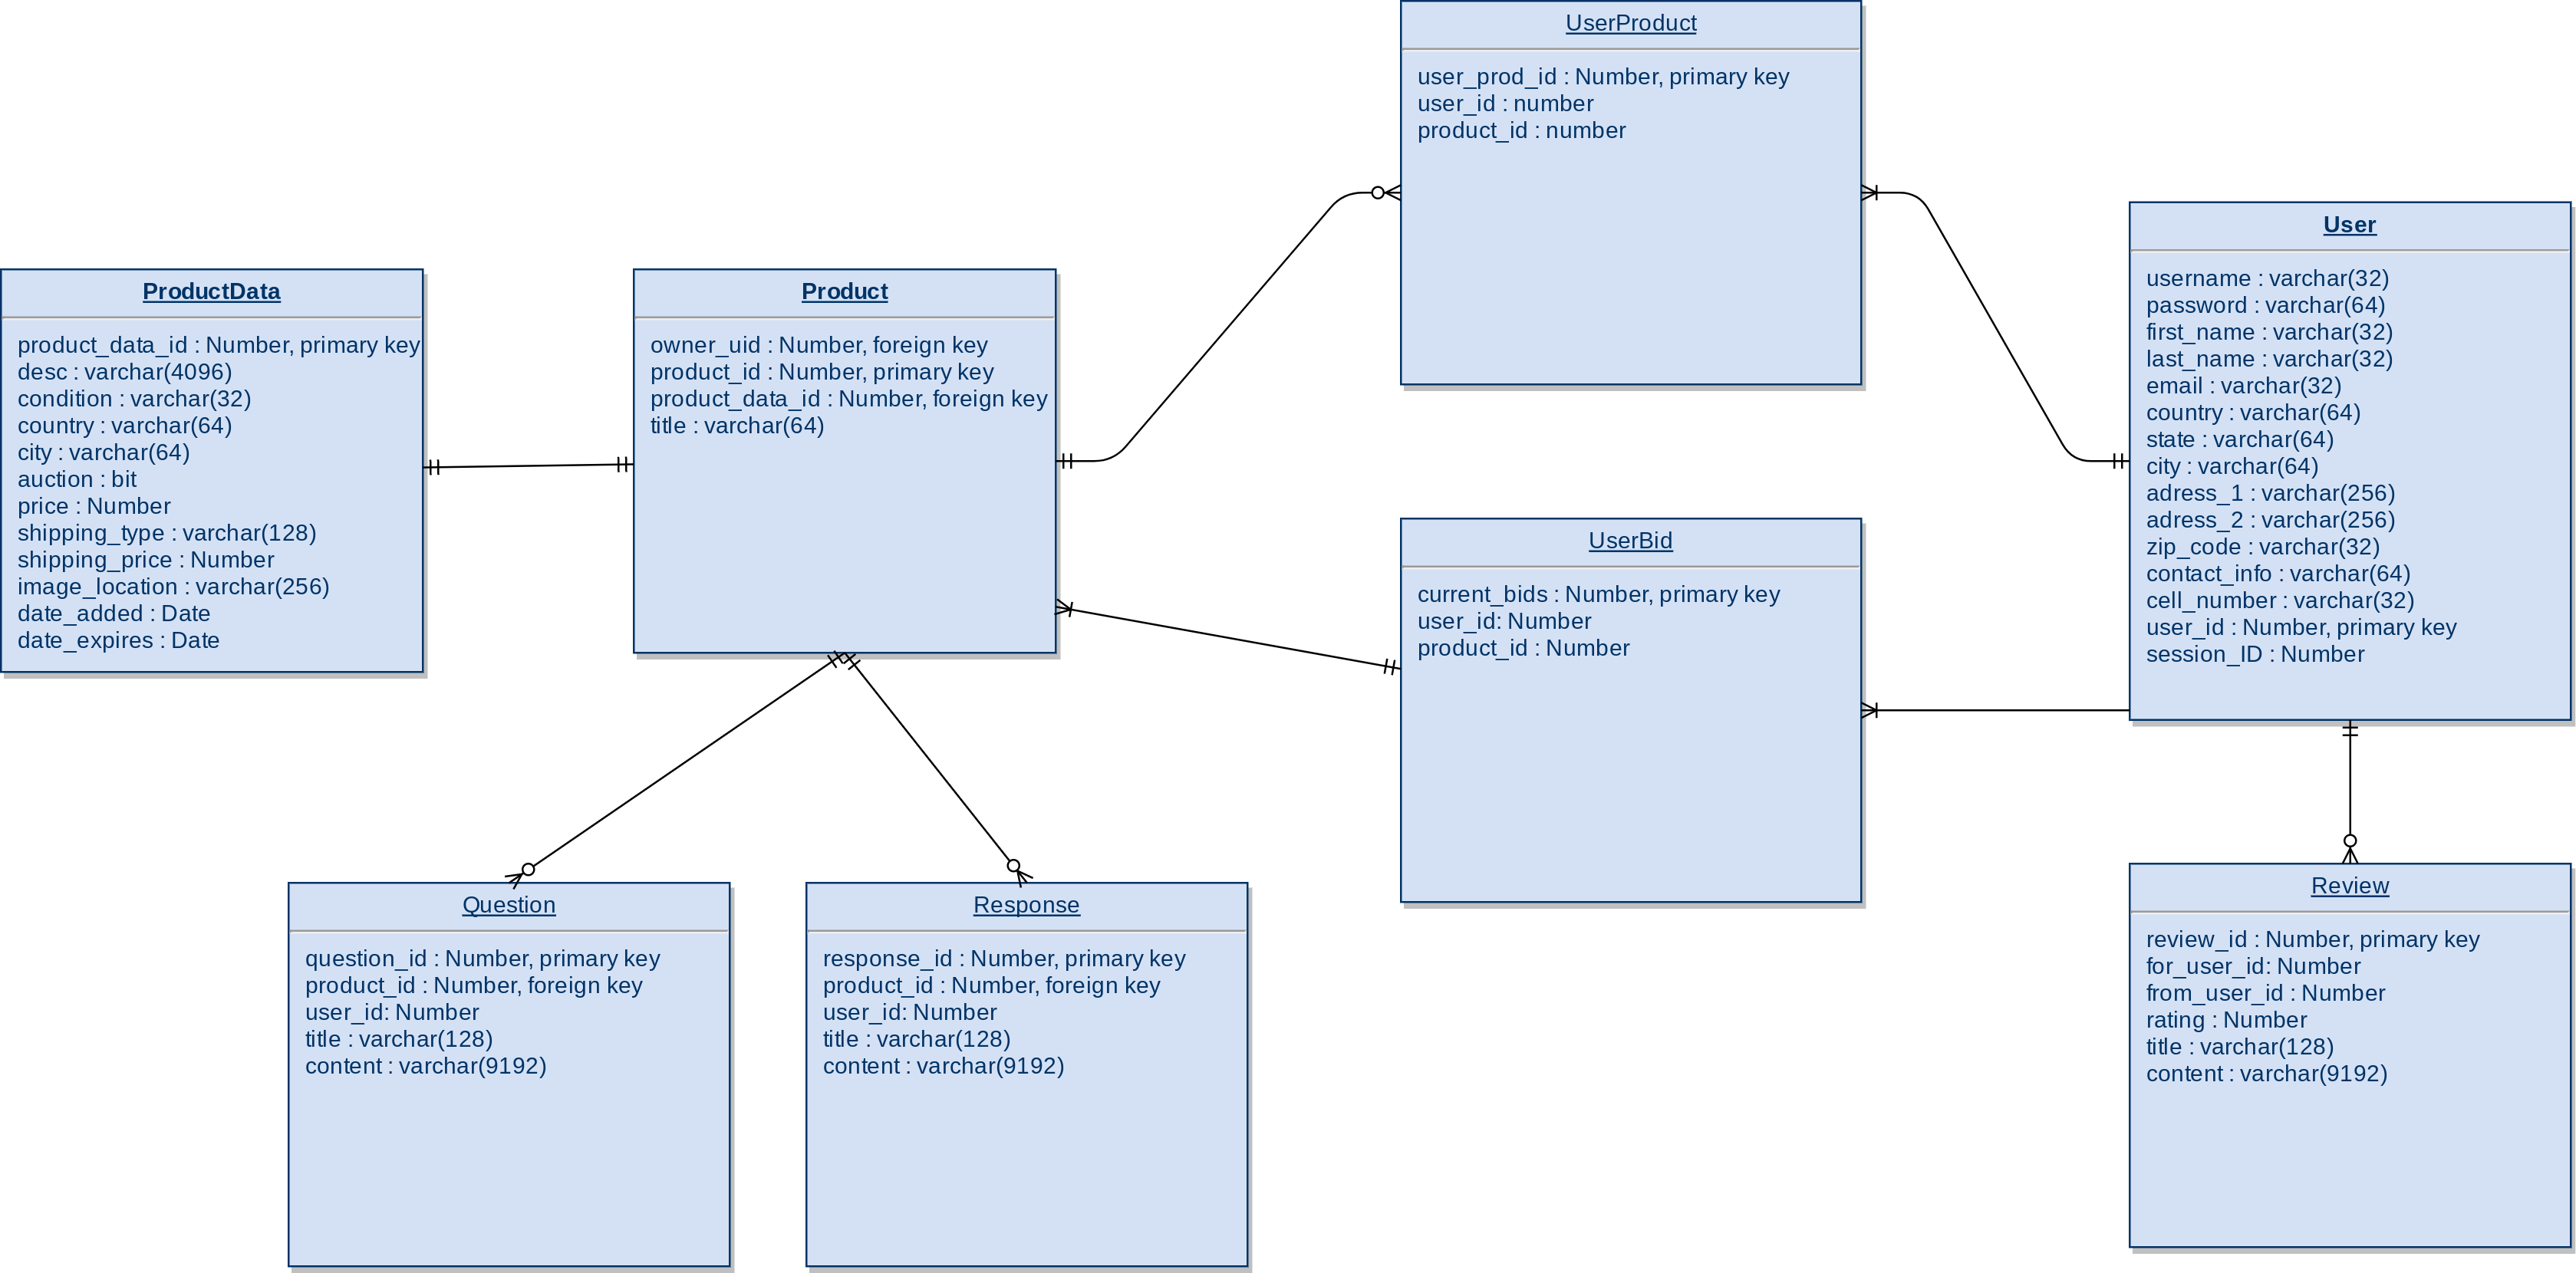 UserProduct
user_prod_id : Number, primary key
user_id : number
product_id : number
User
username : varchar(32)
password : varchar(64)
first_name : varchar(32)
last_name : varchar(32)
email : varchar(32)
country : varchar(64)
state : varchar(64)
city : varchar(64)
adress_1 : varchar(256)
adress_2 : varchar(256)
zip_code : varchar(32)
contact_info : varchar(64)
cell_number : varchar(32)
user_id : Number, primary key
session_ID : Number
ProductData
product_data_id : Number, primary key
desc : varchar(4096)
condition : varchar(32)
country : varchar(64)
city : varchar(64)
auction : bit
price : Number
shipping_type : varchar(128)
shipping_price : Number
image_location : varchar(256)
date_added : Date
date_expires : Date
Product
owner_uid : Number, foreign key
product_id : Number, primary key
product_data_id : Number, foreign key
title : varchar(64)
UserBid
current_bids : Number, primary key
user_id: Number
product_id : Number
Question
question_id : Number, primary key
product_id : Number, foreign key
user_id: Number
title : varchar(128)
content : varchar(9192)
Response
response_id : Number, primary key
product_id : Number, foreign key
user_id: Number
title : varchar(128)
content : varchar(9192)
Review
review_id : Number, primary key
for_user_id: Number
from_user_id : Number
rating : Number
title : varchar(128)
content : varchar(9192)